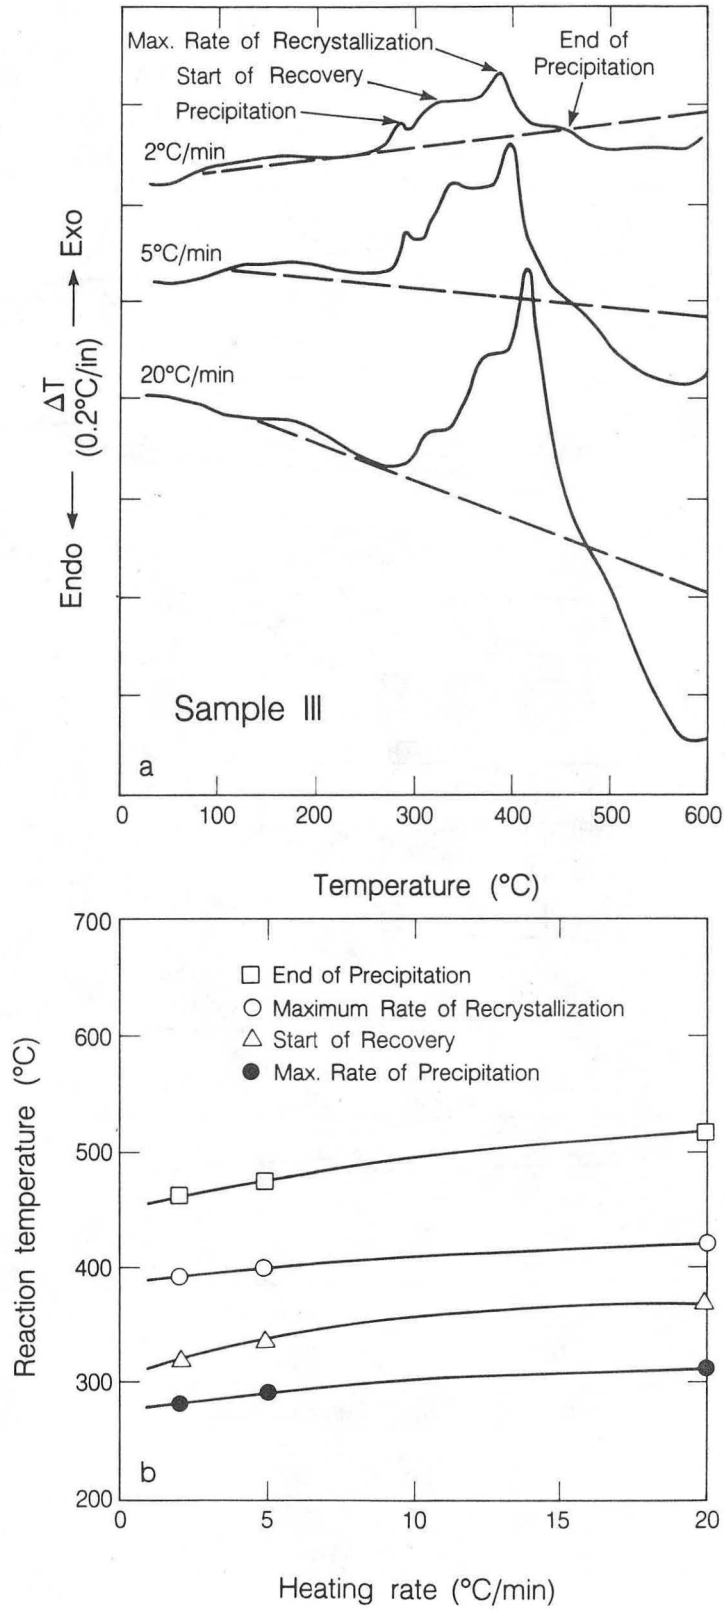 Max. Rate of Recrystallization
Start of Recovery
Precipitation
End of
Precipitation
2°C/min
5°C/min
20°C/min
Endo ← ΔT → Exo
(0.2°C/in)
Sample III
a
0 100 200 300 400 500 600
Temperature (°C)
700
600
500
400
300
200
Reaction temperature (°C)
□ End of Precipitation
○ Maximum Rate of Recrystallization
△ Start of Recovery
● Max. Rate of Precipitation
b
0 5 10 15 20
Heating rate (°C/min)